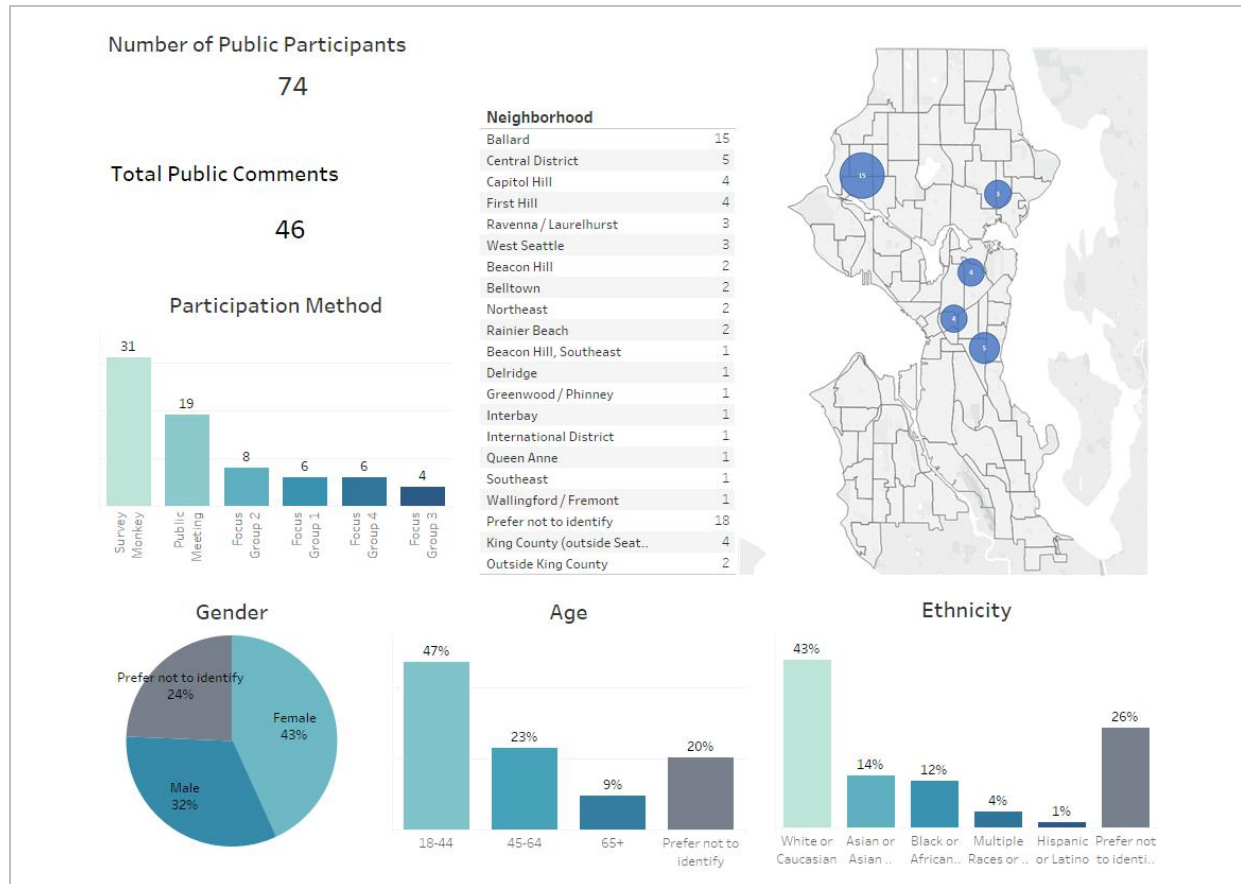 Number of Public Participants
74
Total Public Comments
46
Participation Method
31
19
8
6
6
4
Survey
Monkey
Public
Meeting
Focus
Group 2
Focus
Group 1
Focus
Group 4
Focus
Group 3
Neighborhood
Ballard 15
Central District 5
Capitol Hill 4
First Hill 4
Ravenna / Laurelhurst 3
West Seattle 3
Beacon Hill 2
Belltown 2
Northeast 2
Rainier Beach 2
Beacon Hill, Southeast 1
Delridge 1
Greenwood / Phinney 1
Interbay 1
International District 1
Queen Anne 1
Southeast 1
Wallingford / Fremont 1
Prefer not to identify 18
King County (outside Seat.. 4
Outside King County 2
15
3
4
4
5
Gender
Prefer not to identify
24%
Female
43%
Male
32%
Age
47%
23%
9%
20%
18-44
45-64
65+
Prefer not to
identify
Ethnicity
43%
14%
12%
4%
1%
26%
White or
Caucasian
Asian or
Asian ..
Black or
African..
Multiple
Races or ..
Hispanic
or Latino
Prefer not
to identi..